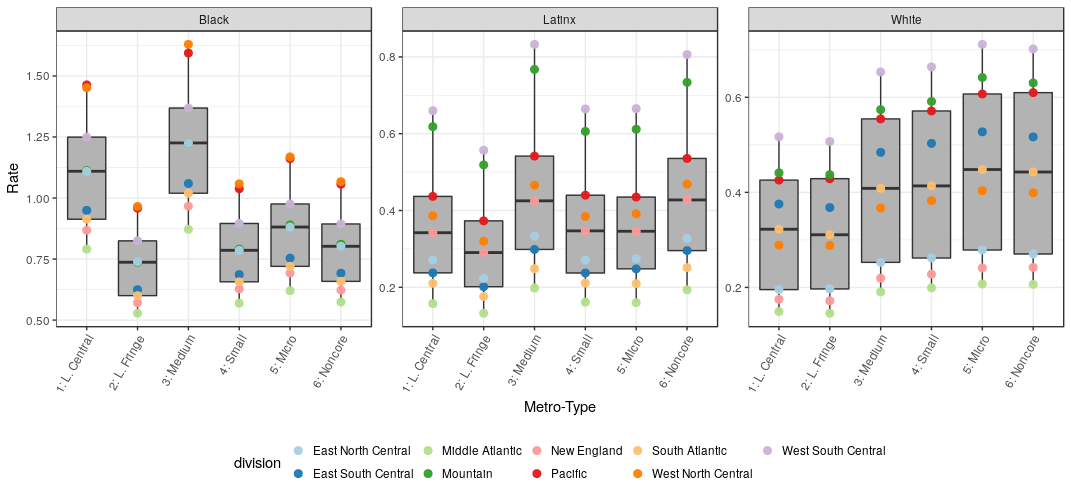 Black
Latinx
White
Rate
1.50
1.25
1.00
0.75
0.50
0.8
0.6
0.4
0.2
0.6
0.4
0.2
1: L. Central
2: L. Fringe
3: Medium
4: Small
5: Micro
6: Noncore
1: L. Central
2: L. Fringe
3: Medium
4: Small
5: Micro
6: Noncore
1: L. Central
2: L. Fringe
3: Medium
4: Small
5: Micro
6: Noncore
Metro-Type
division
East North Central
Middle Atlantic
New England
South Atlantic
West South Central
East South Central
Mountain
Pacific
West North Central